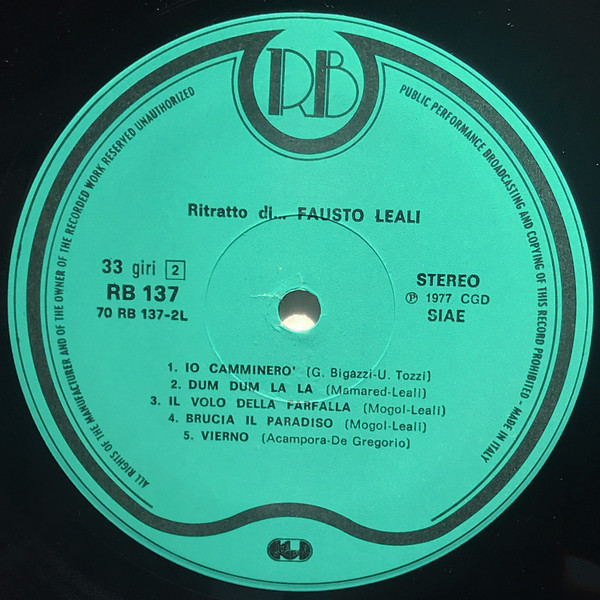 RB
ALL RIGHTS OF THE MANUFACTURER AND OF THE OWNER OF THE RECORDED WORK RESERVED UNAUTHORIZED
PUBLIC PERFORMANCE BROADCASTING AND COPYING OF THIS RECORD PROHIBITED - MADE IN ITALY
Ritratto di... FAUSTO LEALI
33 giri 2
RB 137
70 RB 137-2L
STEREO
℗ 1977 CGD
SIAE
1. IO CAMMINERO' (G. Bigazzi-U. Tozzi)
2. DUM DUM LA LA (Mamared-Leali)
3. IL VOLO DELLA FARFALLA (Mogol-Leali)
4. BRUCIA IL PARADISO (Mogol-Leali)
5. VIERNO (Acampora-De Gregorio)
CGD